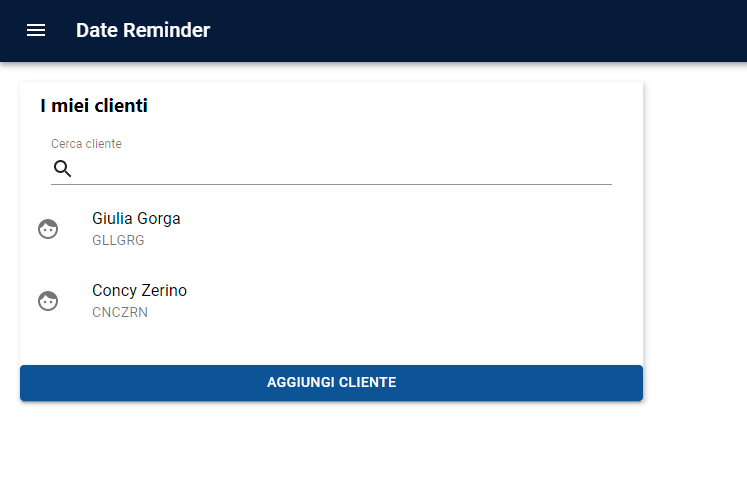 Date Reminder
I miei clienti
Cerca cliente
Giulia Gorga
GLLGRG
Concy Zerino
CNCZRN
AGGIUNGI CLIENTE